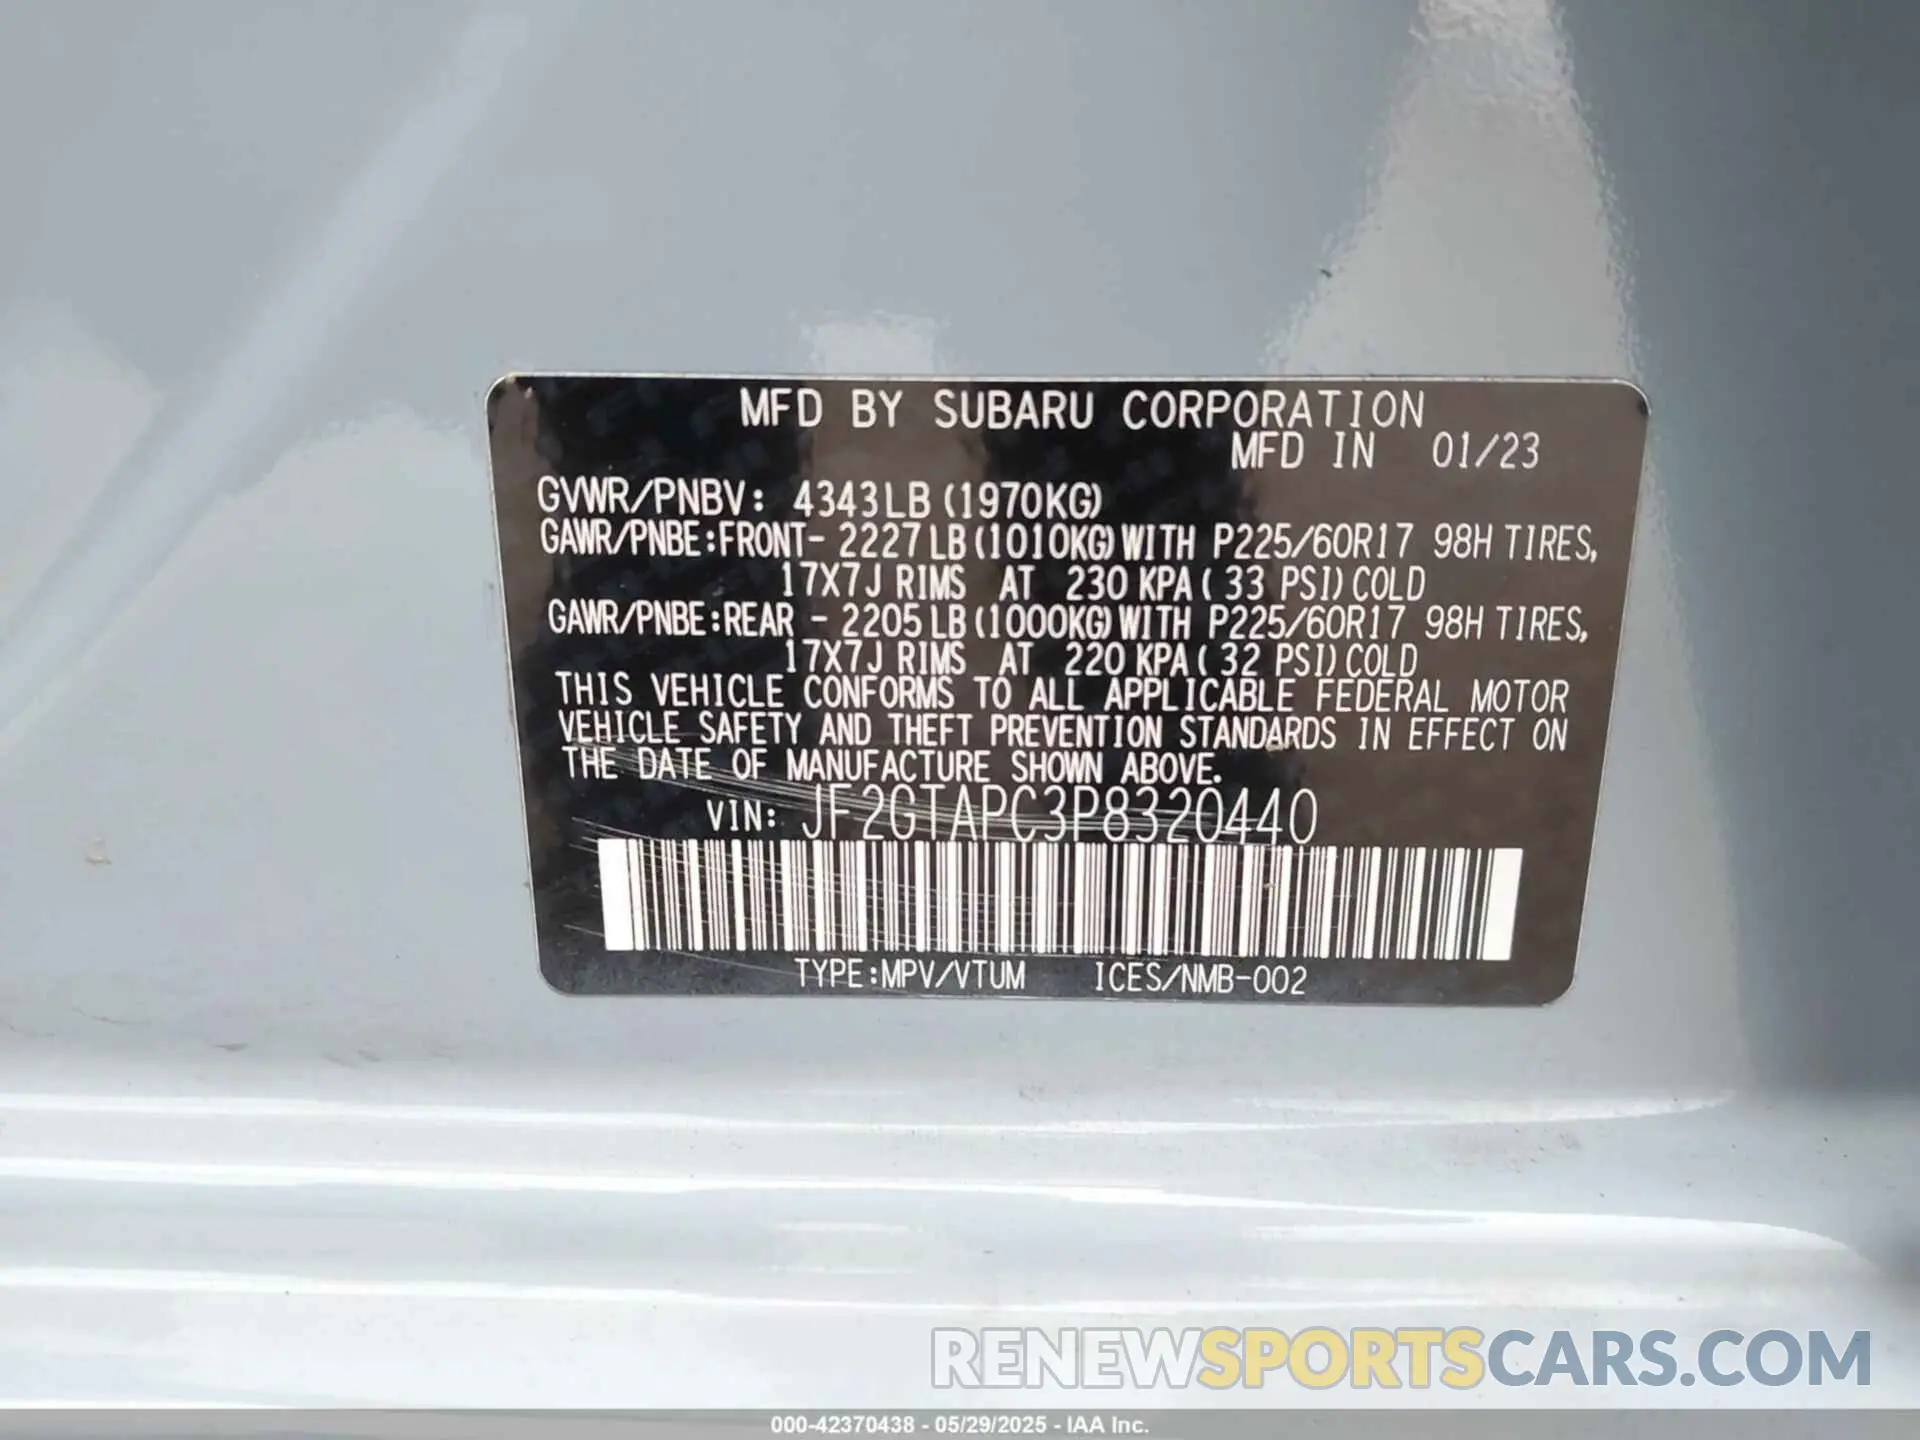 MFD BY SUBARU CORPORATION
MFD IN 01/23
GVWR/PNBV: 4343LB (1970KG)
GAWR/PNBE:FRONT- 2227LB (1010KG) WITH P225/60R17 98H TIRES,
17X7J RIMS AT 230 KPA ( 33 PSI) COLD
GAWR/PNBE:REAR - 2205LB (1000KG) WITH P225/60R17 98H TIRES,
17X7J RIMS AT 220 KPA ( 32 PSI) COLD
THIS VEHICLE CONFORMS TO ALL APPLICABLE FEDERAL MOTOR
VEHICLE SAFETY AND THEFT PREVENTION STANDARDS IN EFFECT ON
THE DATE OF MANUFACTURE SHOWN ABOVE.
VIN: JF2GTAPC3P8320440
TYPE:MPV/VTUM ICES/NMB-002
RENEWSPORTSCARS.COM
000-42370438 - 05/29/2025 - IAA Inc.